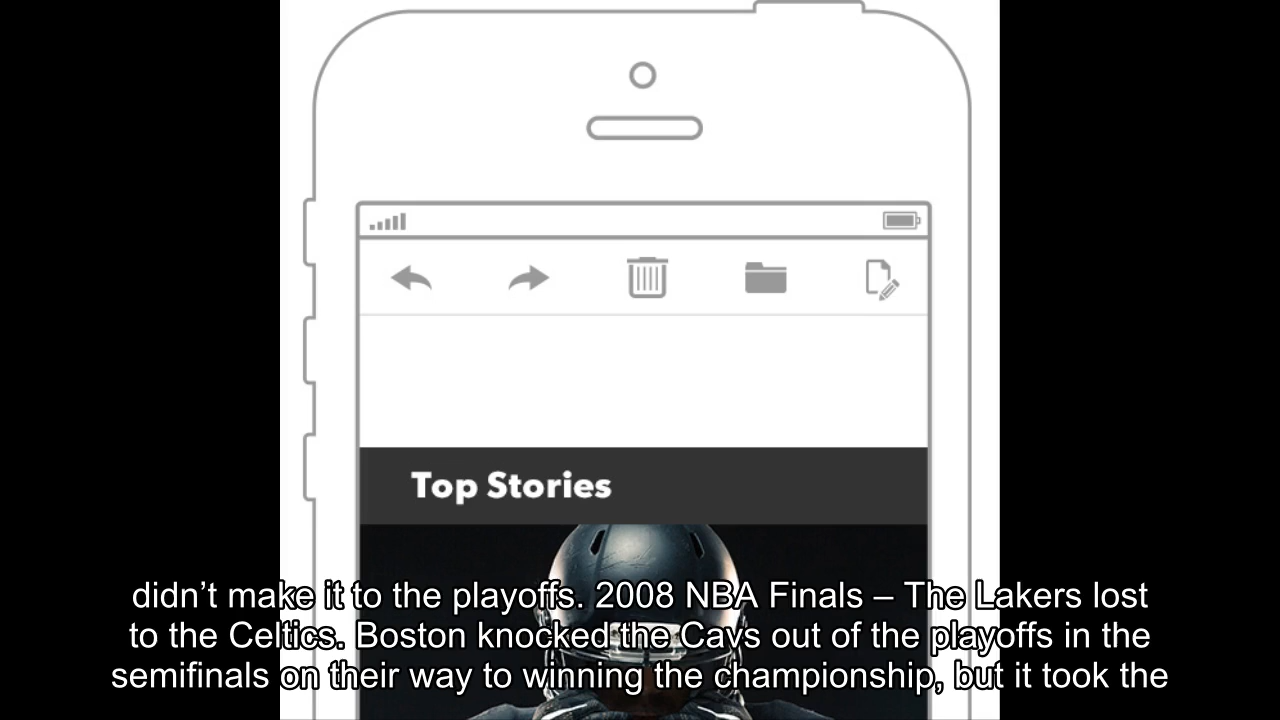 Top Stories
didn’t make it to the playoffs. 2008 NBA Finals – The Lakers lost
to the Celtics. Boston knocked the Cavs out of the playoffs in the
semifinals on their way to winning the championship, but it took the